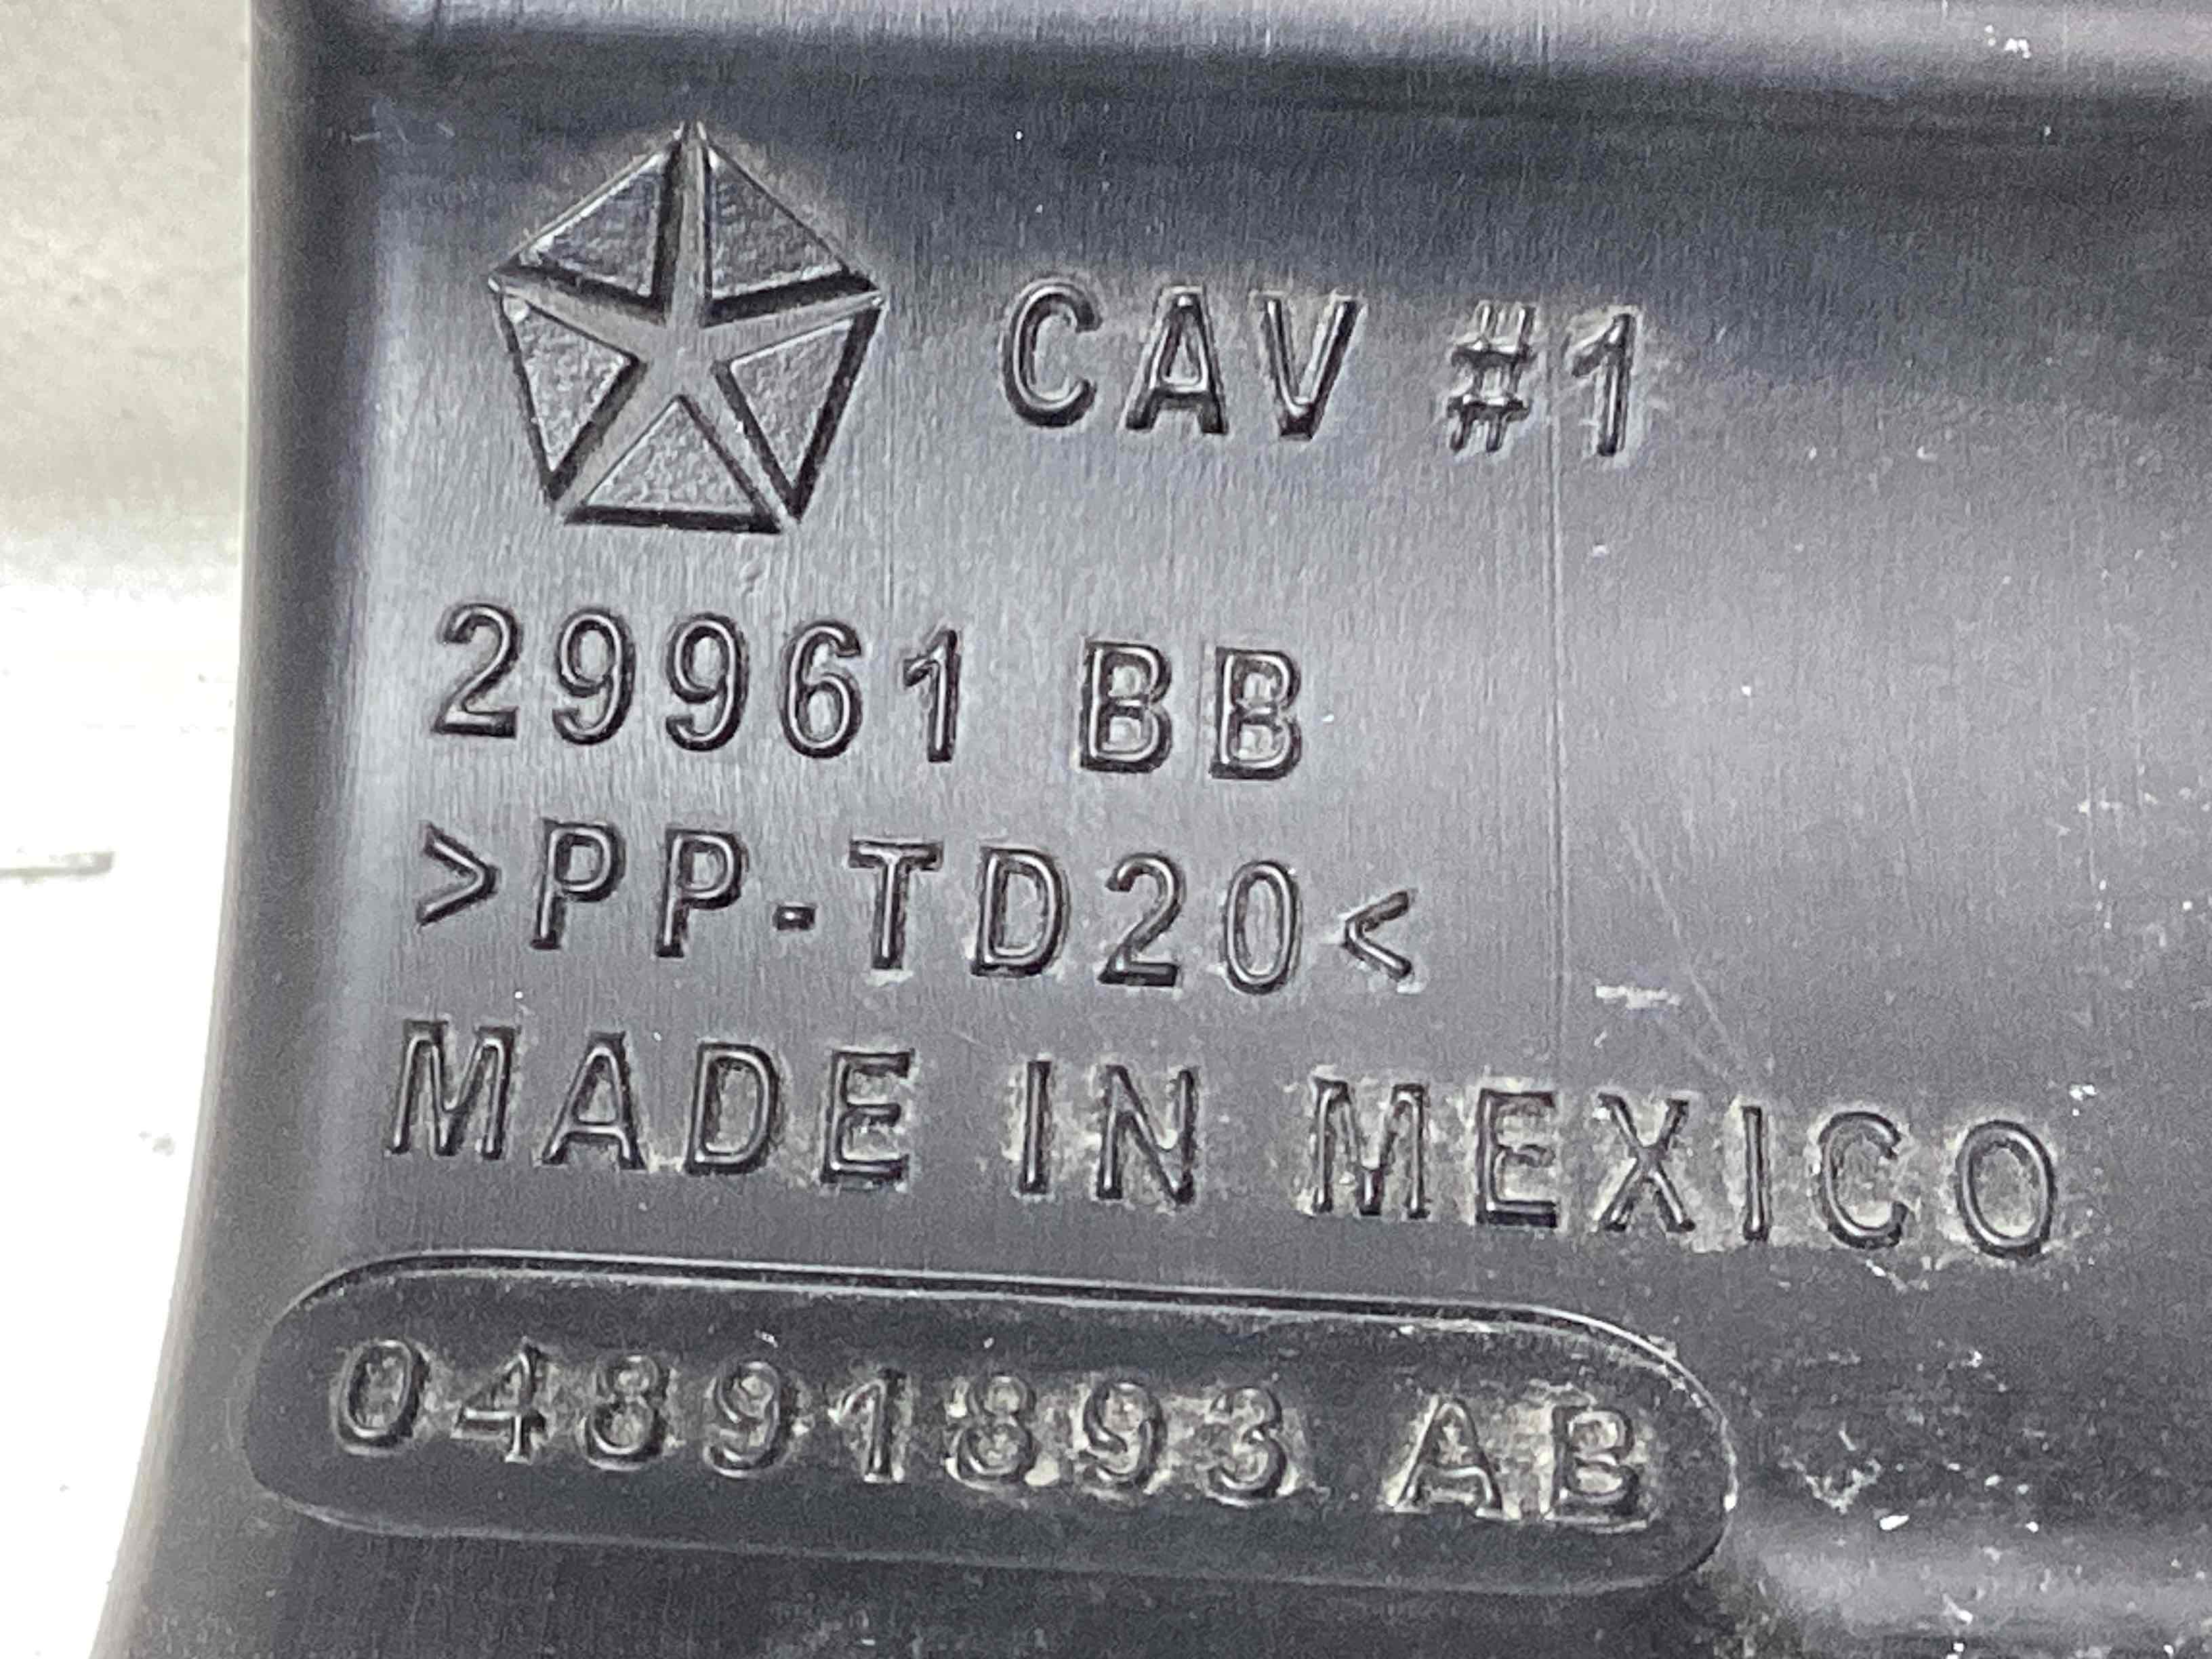 CAV #1
29961 BB
>PP-TD20<
MADE IN MEXICO
04891893 AB